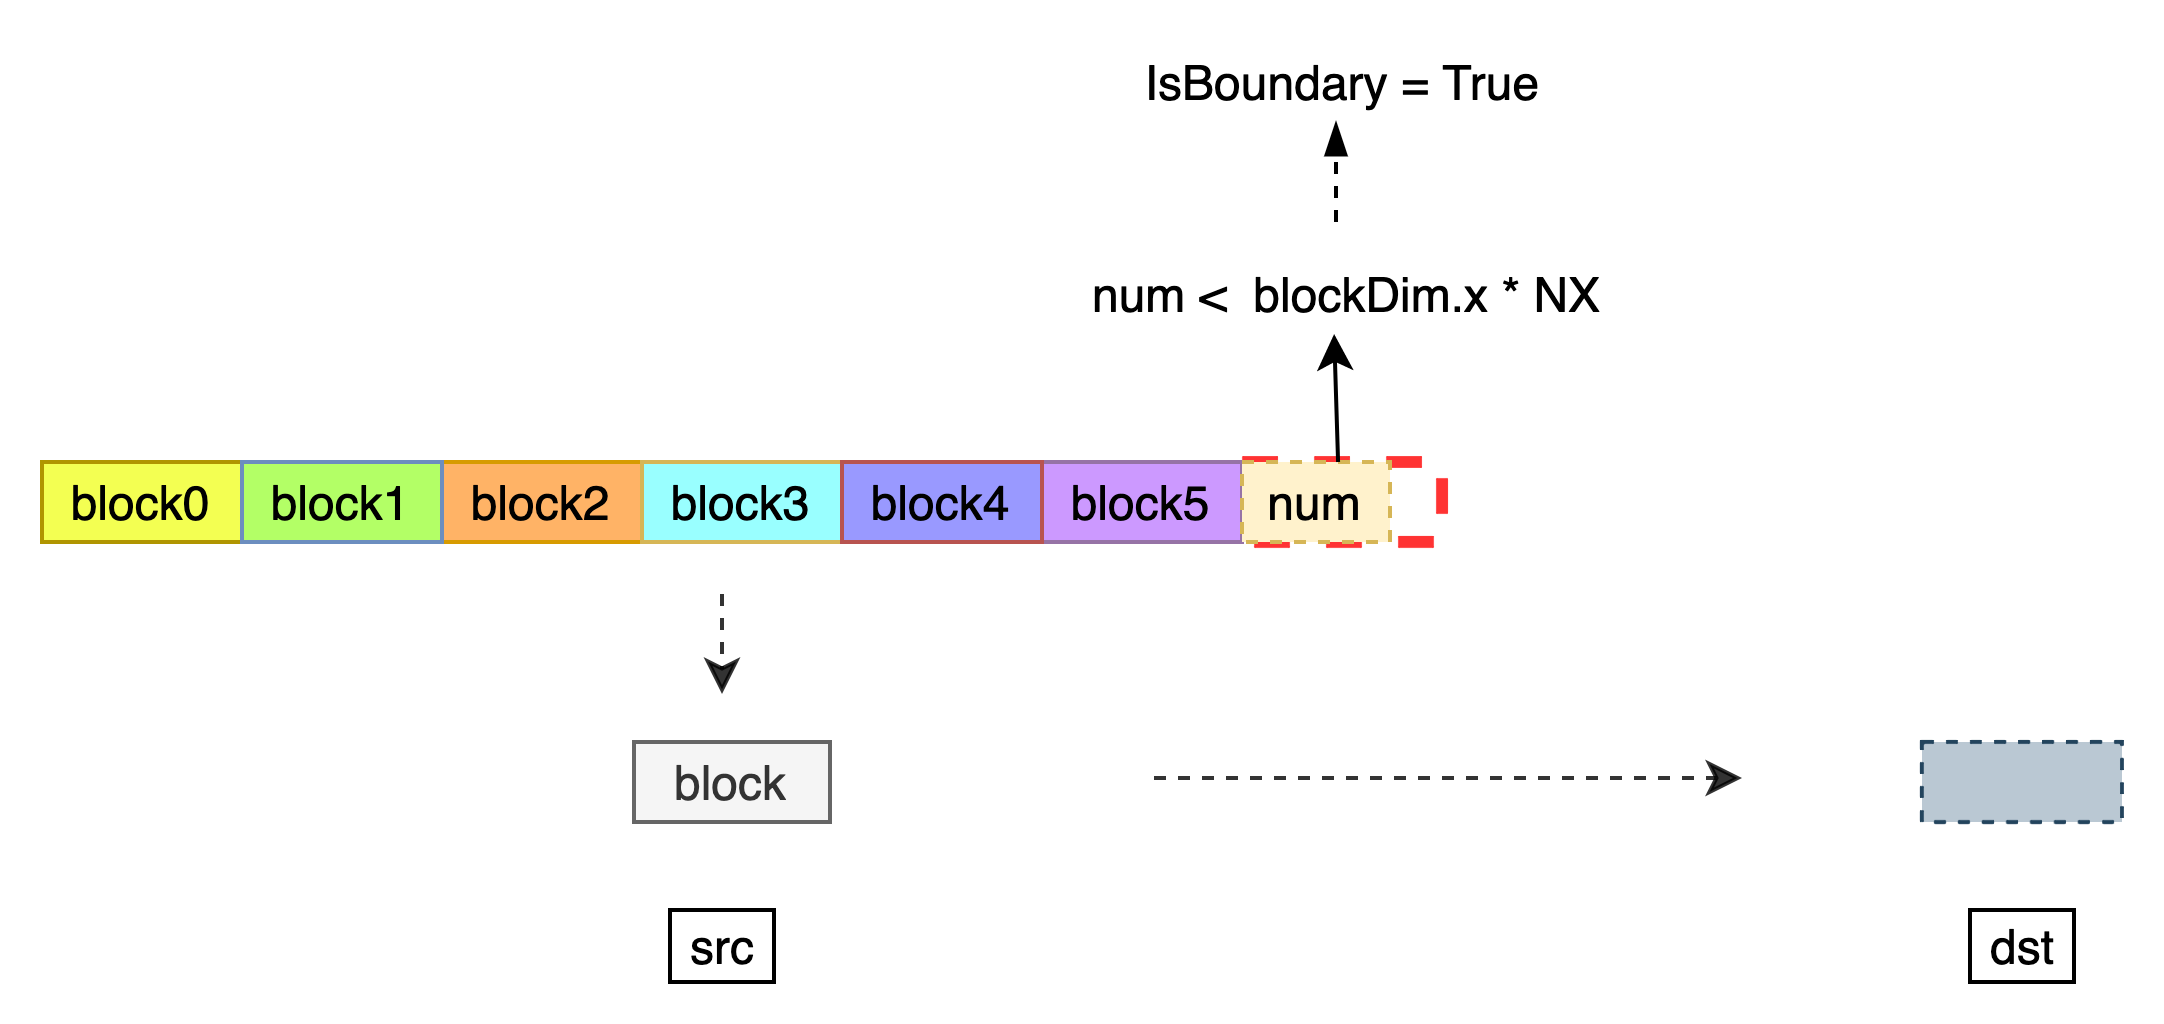 IsBoundary = True
num < blockDim.x * NX
block0 block1 block2 block3 block4 block5 num
block
src
dst